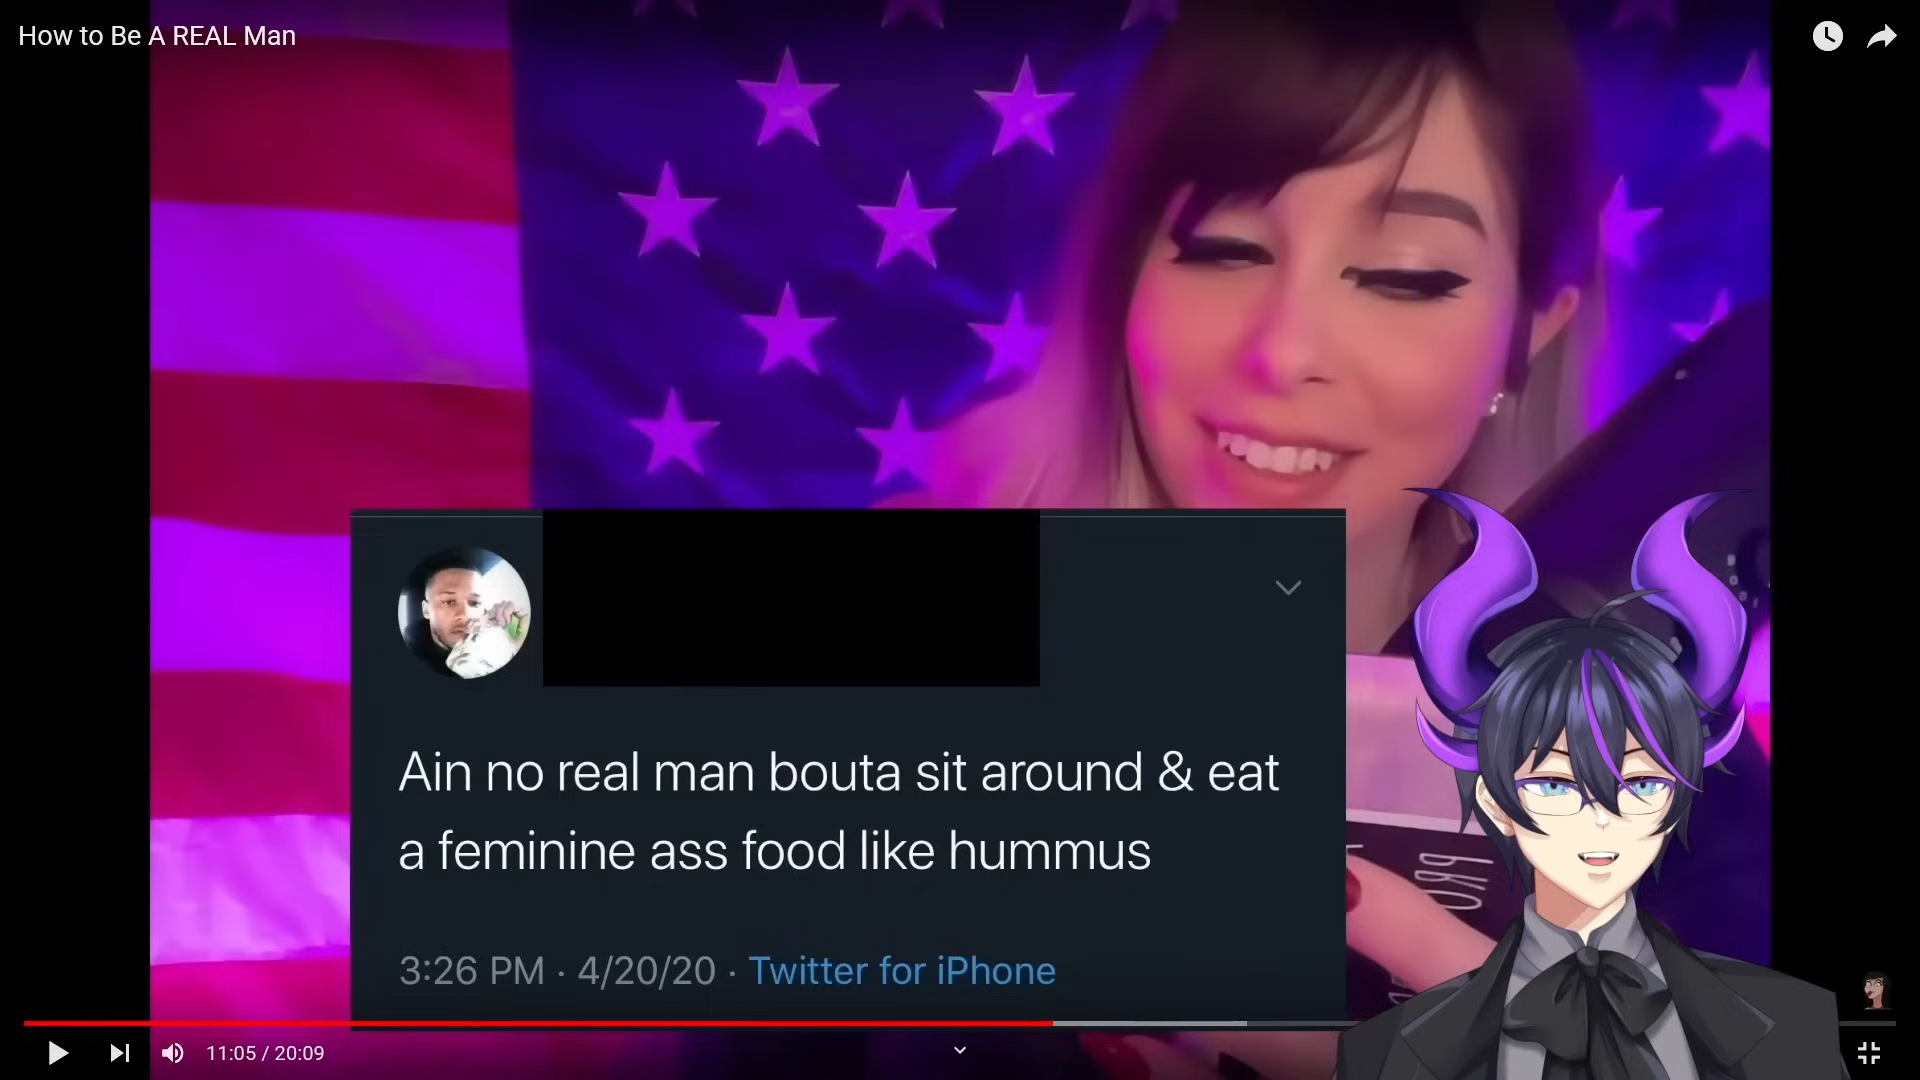 How to Be A REAL Man
Ain no real man bouta sit around & eat
a feminine ass food like hummus
3:26 PM · 4/20/20 · Twitter for iPhone
11:05 / 20:09